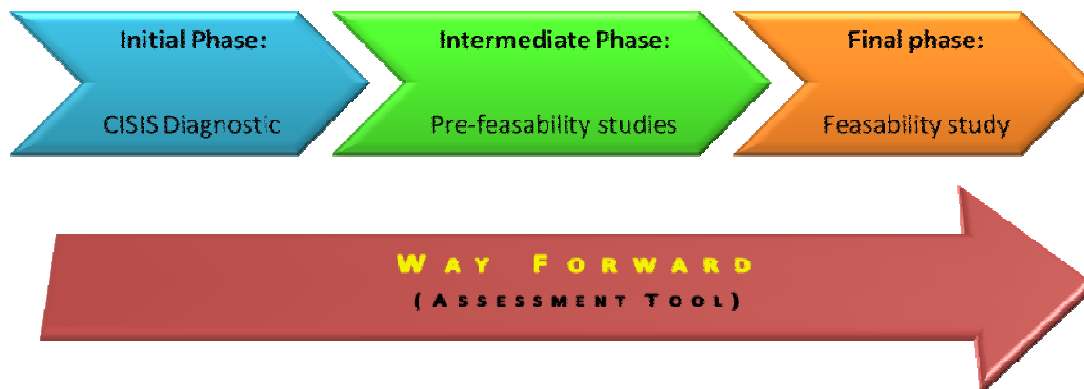 Initial Phase:
CISIS Diagnostic
Intermediate Phase:
Pre-feasability studies
Final phase:
Feasability study
WAY FORWARD
(ASSESSMENT TOOL)